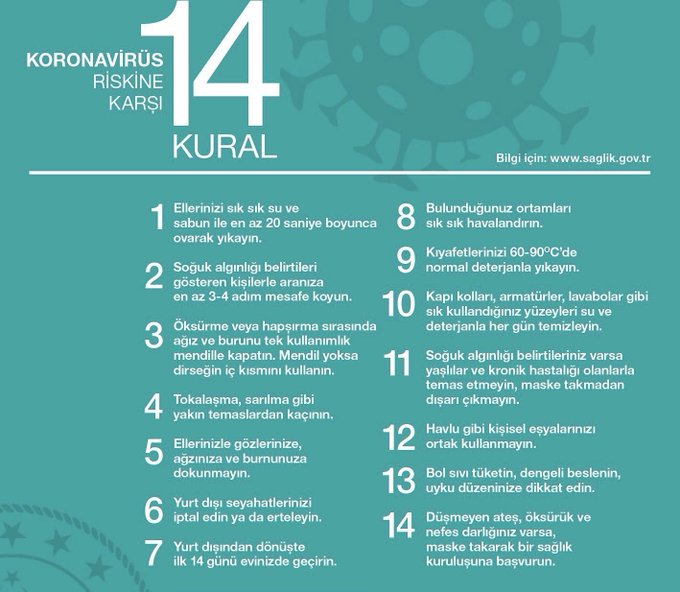 KORONAVİRÜS
RİSKİNE
KARŞI
14
KURAL
Bilgi için: www.saglik.gov.tr
1
Ellerinizi sık sık su ve
sabun ile en az 20 saniye boyunca
ovarak yıkayın.
2
Soğuk algınlığı belirtileri
gösteren kişilerle aranıza
en az 3-4 adım mesafe koyun.
3
Öksürme veya hapşırma sırasında
ağız ve burunu tek kullanımlık
mendille kapatın. Mendil yoksa
dirseğin iç kısmını kullanın.
4
Tokalaşma, sarılma gibi
yakın temaslardan kaçının.
5
Ellerinizle gözlerinize,
ağzınıza ve burnunuza
dokunmayın.
6
Yurt dışı seyahatlerinizi
iptal edin ya da erteleyin.
7
Yurt dışından dönüşte
ilk 14 günü evinizde geçirin.
8
Bulunduğunuz ortamları
sık sık havalandırın.
9
Kıyafetlerinizi 60-90ºC'de
normal deterjanla yıkayın.
10
Kapı kolları, armatürler, lavabolar gibi
sık kullandığınız yüzeyleri su ve
deterjanla her gün temizleyin.
11
Soğuk algınlığı belirtileriniz varsa
yaşlılar ve kronik hastalığı olanlarla
temas etmeyin, maske takmadan
dışarı çıkmayın.
12
Havlu gibi kişisel eşyalarınızı
ortak kullanmayın.
13
Bol sıvı tüketin, dengeli beslenin,
uyku düzeninize dikkat edin.
14
Düşmeyen ateş, öksürük ve
nefes darlığınız varsa,
maske takarak bir sağlık
kuruluşuna başvurun.